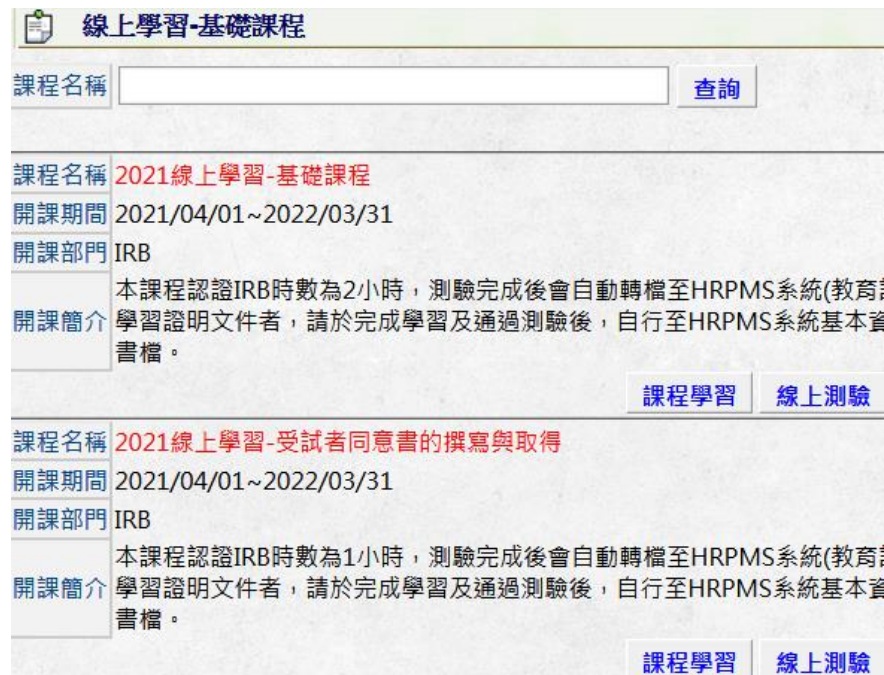 線上學習-基礎課程
課程名稱 查詢
課程名稱 2021線上學習-基礎課程
開課期間 2021/04/01~2022/03/31
開課部門 IRB
本課程認證IRB時數為2小時，測驗完成後會自動轉檔至HRPMS系統(教育
開課簡介 學習證明文件者，請於完成學習及通過測驗後，自行至HRPMS系統基本資
書檔。
課程學習 線上測驗
課程名稱 2021線上學習-受試者同意書的撰寫與取得
開課期間 2021/04/01~2022/03/31
開課部門 IRB
本課程認證IRB時數為1小時，測驗完成後會自動轉檔至HRPMS系統(教育
開課簡介 學習證明文件者，請於完成學習及通過測驗後，自行至HRPMS系統基本資
書檔。
課程學習 線上測驗